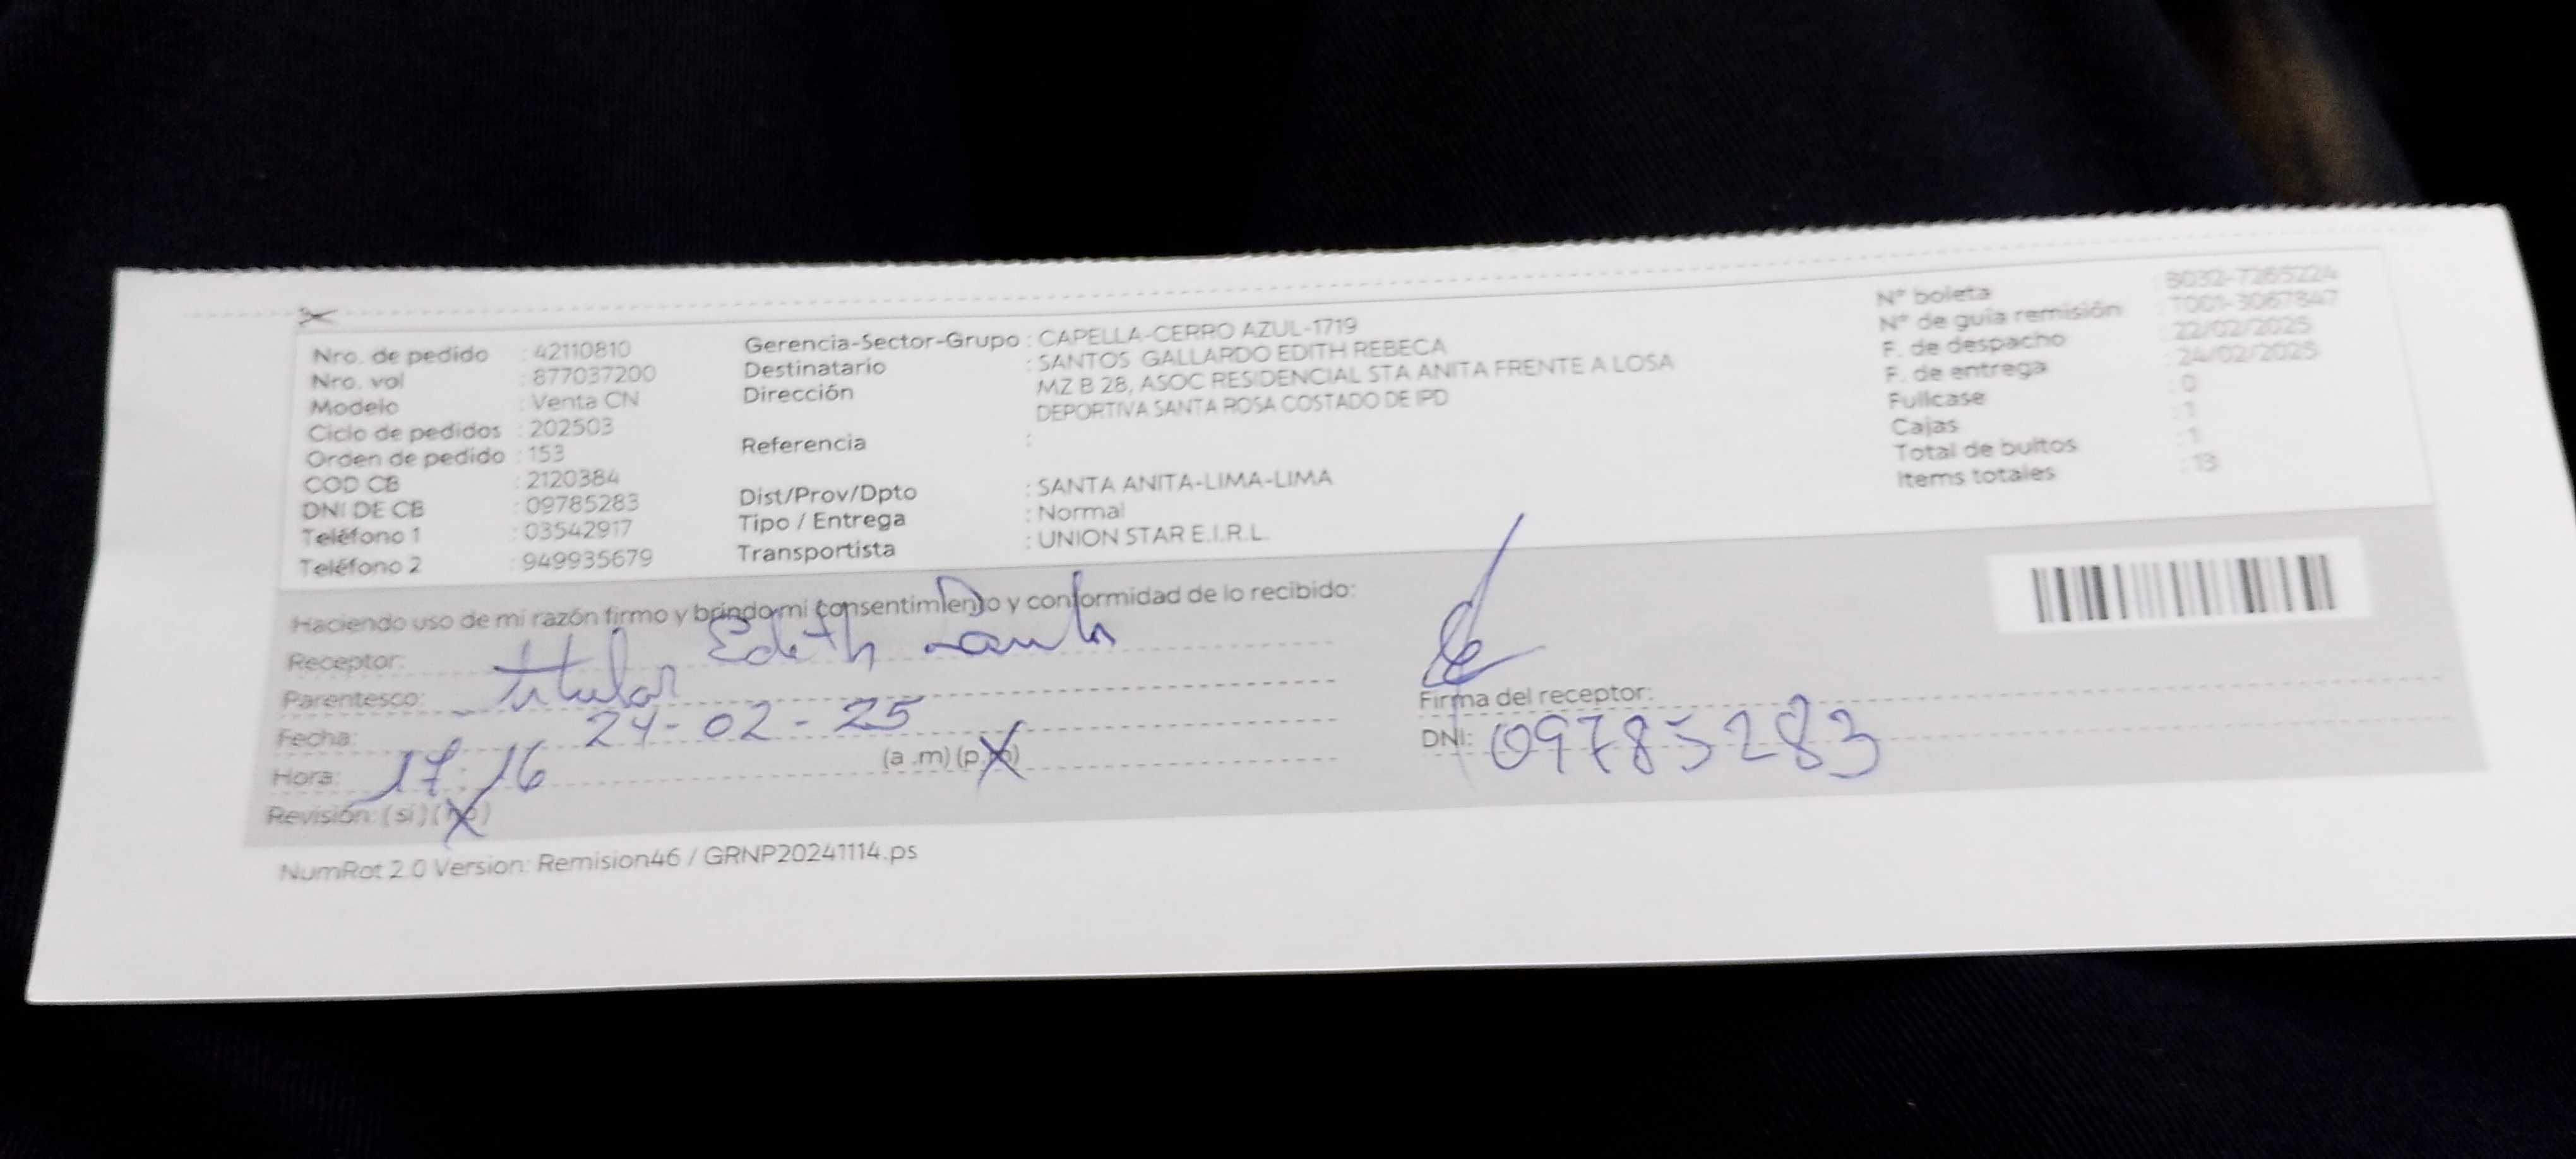 Nro. de pedido : 42110810
Nro. vol : 877037200
Modelo : Venta CN
Ciclo de pedidos : 202503
Orden de pedido : 153
COD CB : 2120384
DNI DE CB : 09785283
Teléfono 1 : 03542917
Teléfono 2 : 949935679
Gerencia-Sector-Grupo : CAPELLA-CERRO AZUL-1719
Destinatario : SANTOS GALLARDO EDITH REBECA
Dirección MZ B 28, ASOC RESIDENCIAL STA ANITA FRENTE A LOSA
DEPORTIVA SANTA ROSA COSTADO DE IPD
Referencia :
Dist/Prov/Dpto : SANTA ANITA-LIMA-LIMA
Tipo / Entrega : Normal
Transportista : UNION STAR E.I.R.L.
N° boleta : B032-7265224
N° de guía remisión : T001-3067847
F. de despacho : 22/02/2025
F. de entrega : 24/02/2025
Fullcase : 0
Cajas : 1
Total de bultos : 1
Items totales : 13
Haciendo uso de mi razón firmo y brindo mi consentimiento y conformidad de lo recibido:
Receptor: Edith
Parentesco: titular
Fecha: 24-02-25
Hora: 17:16 (a.m) (p.m)
Revisión: (si) (no)
Firma del receptor:
DNI: 09785283
NumRot 2.0 Version: Remision46 / GRNP20241114.ps